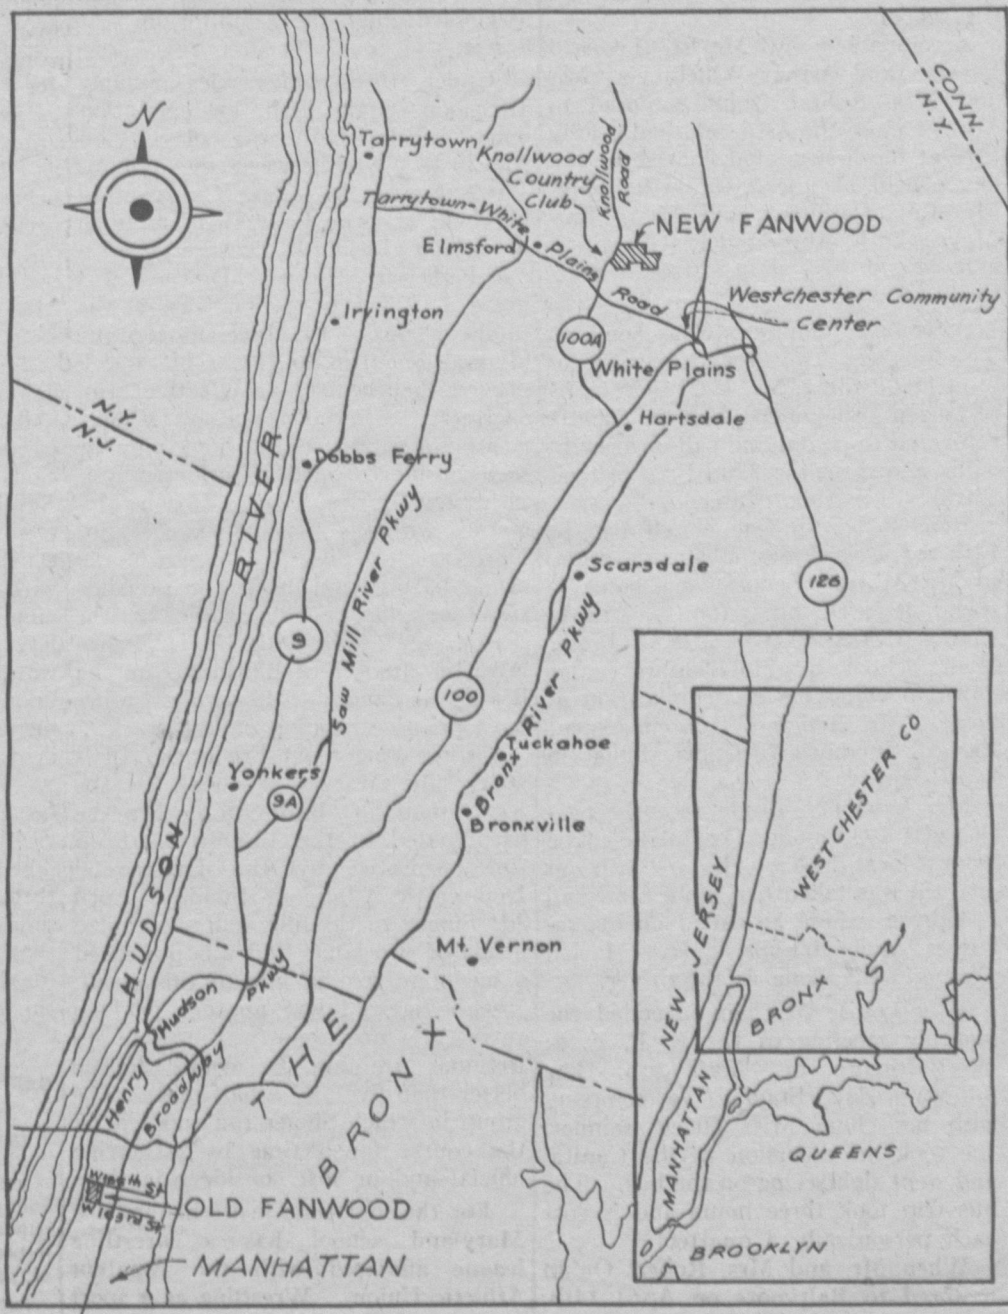 CONN.
N.Y.
N
Tarrytown
Knollwood
Country
Club
Knollwood
Road
Tarrytown-White Plains Road
NEW FANWOOD
Elmsford
Westchester Community
Center
Irvington
100A
White Plains
Hartsdale
N.Y.
N.J.
Dobbs Ferry
HUDSON RIVER
Saw Mill River Pkwy
Scarsdale
126
9
100
Bronx River Pkwy
Tuckahoe
Yonkers
9A
Bronxville
WESTCHESTER CO
NEW JERSEY
Mt. Vernon
Henry Hudson Pkwy
Broadway
THE BRONX
BRONX
MANHATTAN
QUEENS
BROOKLYN
W 163rd St
OLD FANWOOD
MANHATTAN